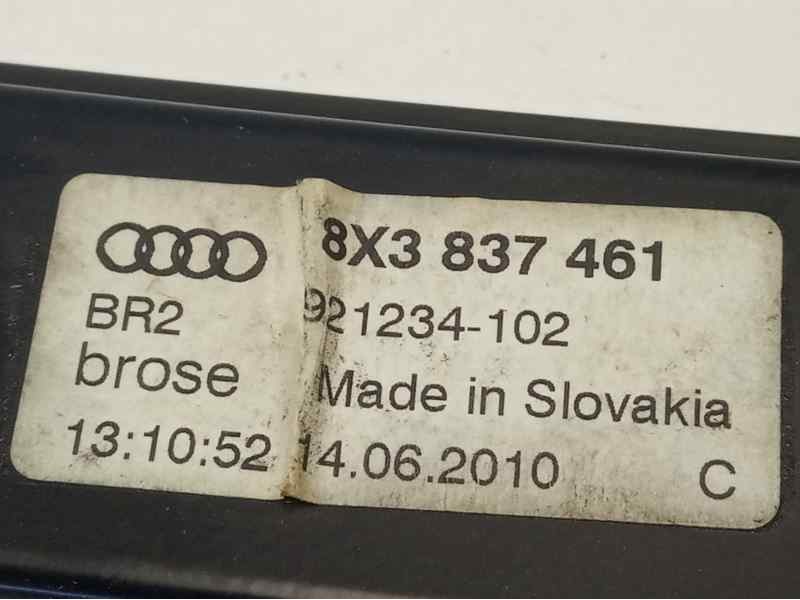 8X3 837 461
BR2 921234-102
brose Made in Slovakia
13:10:52 14.06.2010 C